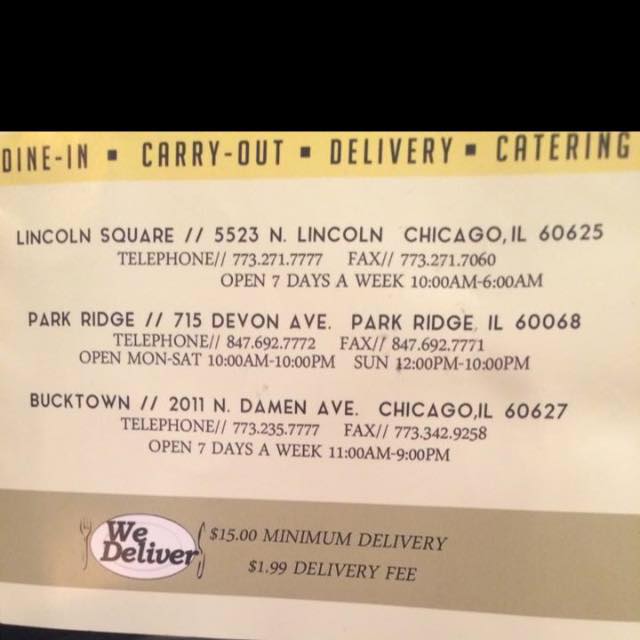 DINE-IN ▪ CARRY-OUT ▪ DELIVERY ▪ CATERING
LINCOLN SQUARE // 5523 N. LINCOLN CHICAGO, IL 60625
TELEPHONE// 773.271.7777 FAX// 773.271.7060
OPEN 7 DAYS A WEEK 10:00AM-6:00AM
PARK RIDGE // 715 DEVON AVE. PARK RIDGE, IL 60068
TELEPHONE// 847.692.7772 FAX// 847.692.7771
OPEN MON-SAT 10:00AM-10:00PM SUN 12:00PM-10:00PM
BUCKTOWN // 2011 N. DAMEN AVE. CHICAGO,IL 60627
TELEPHONE// 773.235.7777 FAX// 773.342.9258
OPEN 7 DAYS A WEEK 11:00AM-9:00PM
We
Deliver
$15.00 MINIMUM DELIVERY
$1.99 DELIVERY FEE